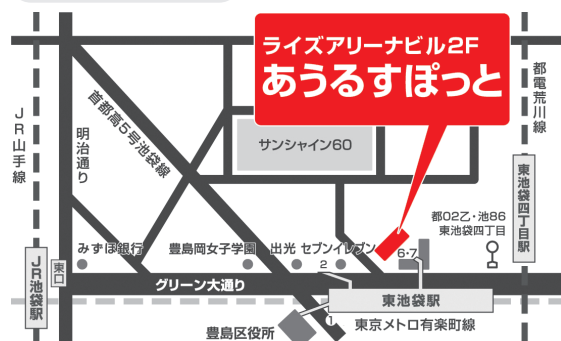 ライズアリーナビル2F
あうるすぽっと
JR山手線
明治通り
首都高5号池袋線
サンシャイン60
都電荒川線
東池袋四丁目駅
都02乙・池86
東池袋四丁目
みずほ銀行
豊島岡女子学園
出光
セブンイレブン
6・7
2
JR池袋駅
東口
グリーン大通り
東池袋駅
1
豊島区役所
東京メトロ有楽町線